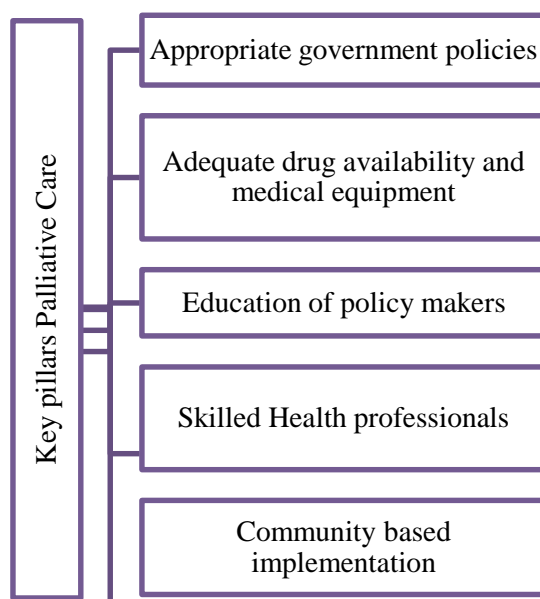 Key pillars Palliative Care
Appropriate government policies
Adequate drug availability and
medical equipment
Education of policy makers
Skilled Health professionals
Community based
implementation